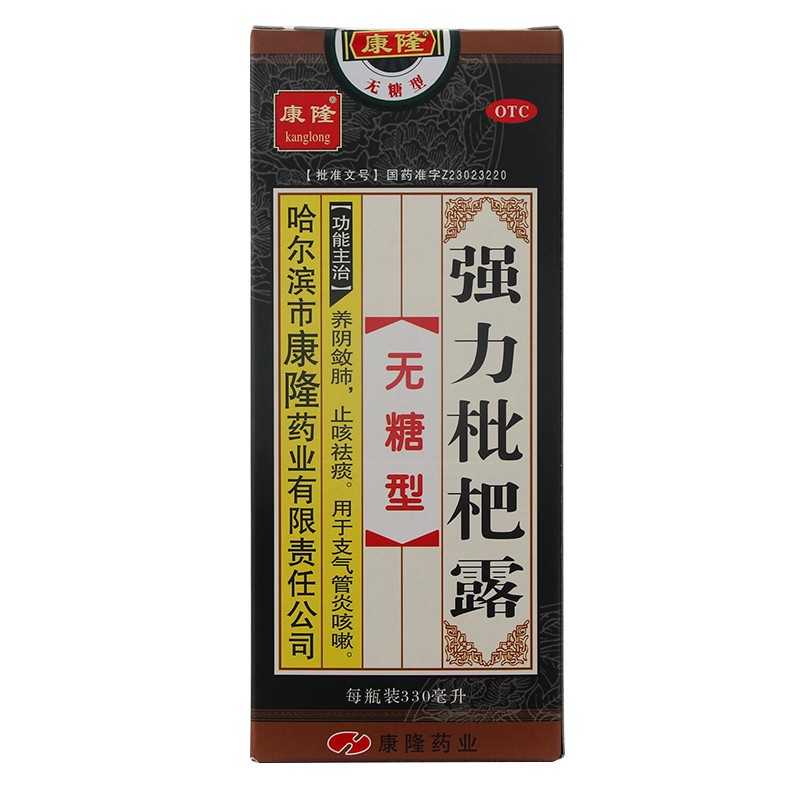 康隆®
无糖型
康隆®
kanglong
OTC
【批准文号】国药准字Z23023220
强力枇杷露
无糖型
【功能主治】
养阴敛肺，止咳祛痰。用于支气管炎咳嗽。
哈尔滨市康隆药业有限责任公司
每瓶装330毫升
康隆药业